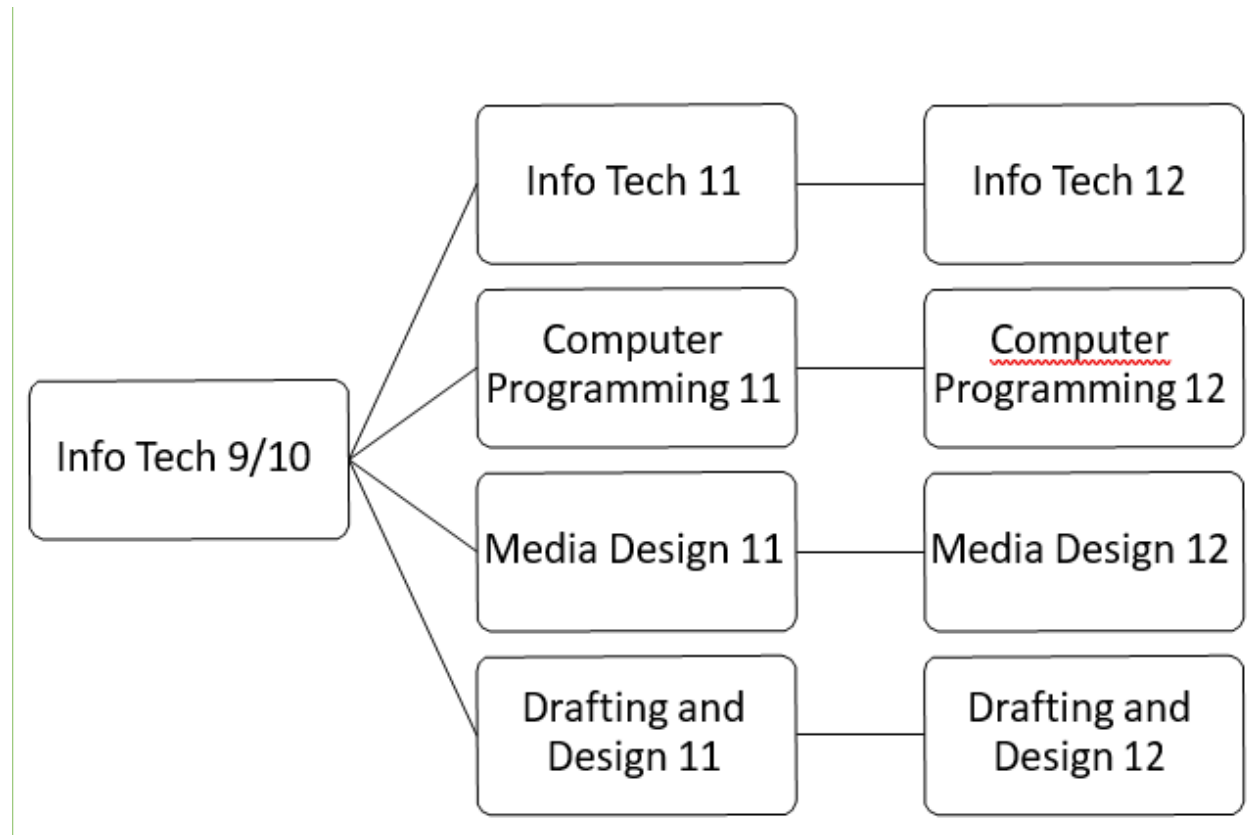 Info Tech 9/10
Info Tech 11
Info Tech 12
Computer
Programming 11
Computer
Programming 12
Media Design 11
Media Design 12
Drafting and
Design 11
Drafting and
Design 12